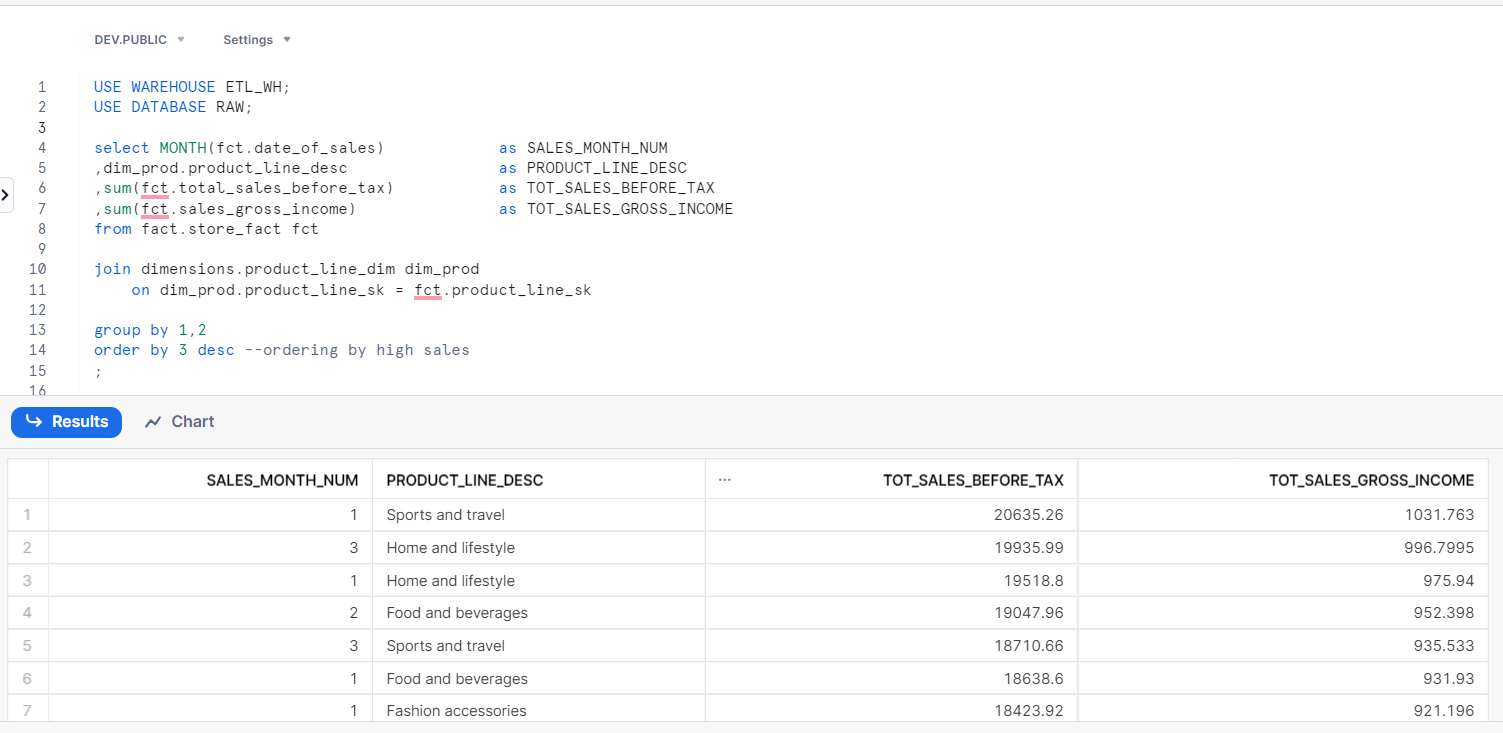 DEV.PUBLIC Settings
1 USE WAREHOUSE ETL_WH;
2 USE DATABASE RAW;
3
4 select MONTH(fct.date_of_sales) as SALES_MONTH_NUM
5 ,dim_prod.product_line_desc as PRODUCT_LINE_DESC
6 ,sum(fct.total_sales_before_tax) as TOT_SALES_BEFORE_TAX
7 ,sum(fct.sales_gross_income) as TOT_SALES_GROSS_INCOME
8 from fact.store_fact fct
9
10 join dimensions.product_line_dim dim_prod
11 on dim_prod.product_line_sk = fct.product_line_sk
12
13 group by 1,2
14 order by 3 desc --ordering by high sales
15 ;
16
Results Chart
SALES_MONTH_NUM PRODUCT_LINE_DESC ... TOT_SALES_BEFORE_TAX TOT_SALES_GROSS_INCOME
1 1 Sports and travel 20635.26 1031.763
2 3 Home and lifestyle 19935.99 996.7995
3 1 Home and lifestyle 19518.8 975.94
4 2 Food and beverages 19047.96 952.398
5 3 Sports and travel 18710.66 935.533
6 1 Food and beverages 18638.6 931.93
7 1 Fashion accessories 18423.92 921.196